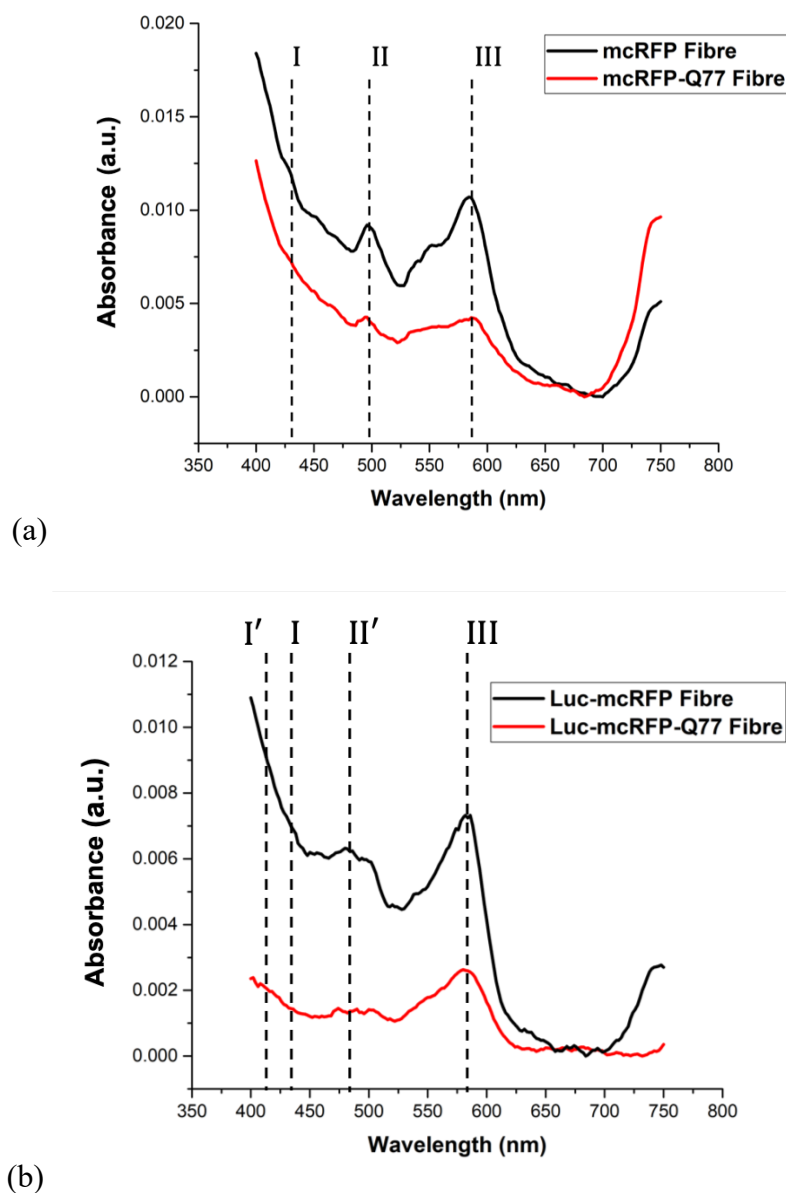 I II III
mcRFP Fibre
mcRFP-Q77 Fibre
0.020
0.015
0.010
0.005
0.000
Absorbance (a.u.)
350 400 450 500 550 600 650 700 750 800
Wavelength (nm)
(a)
I′ I II′ III
Luc-mcRFP Fibre
Luc-mcRFP-Q77 Fibre
0.012
0.010
0.008
0.006
0.004
0.002
0.000
Absorbance (a.u.)
350 400 450 500 550 600 650 700 750 800
Wavelength (nm)
(b)